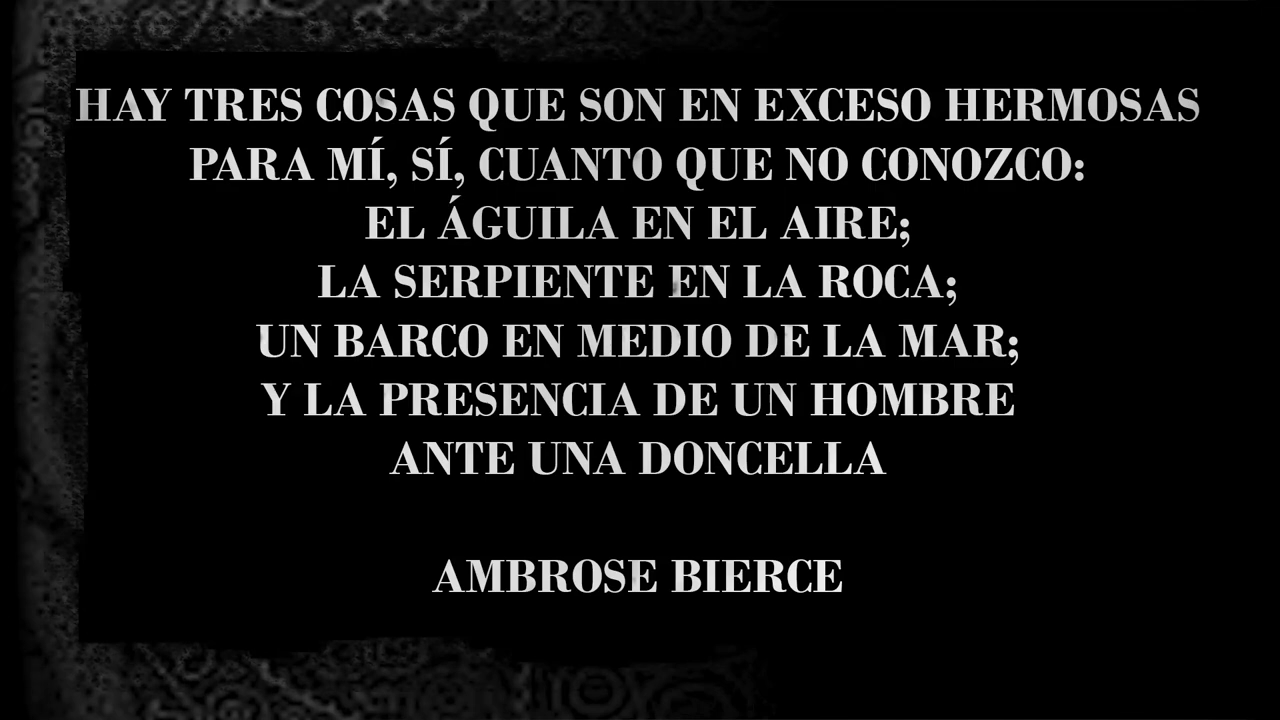 HAY TRES COSAS QUE SON EN EXCESO HERMOSAS
PARA MÍ, SÍ, CUANTO QUE NO CONOZCO:
EL ÁGUILA EN EL AIRE;
LA SERPIENTE EN LA ROCA;
UN BARCO EN MEDIO DE LA MAR;
Y LA PRESENCIA DE UN HOMBRE
ANTE UNA DONCELLA
AMBROSE BIERCE